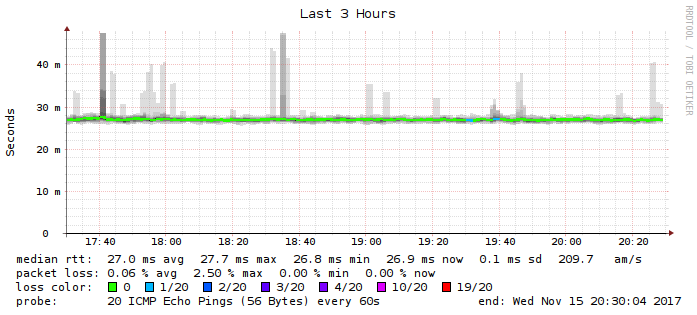 Last 3 Hours
RRDTOOL / TOBI OETIKER
Seconds
40 m
30 m
20 m
10 m
0
17:40 18:00 18:20 18:40 19:00 19:20 19:40 20:00 20:20
median rtt: 27.0 ms avg 27.7 ms max 26.8 ms min 26.9 ms now 0.1 ms sd 209.7 am/s
packet loss: 0.06 % avg 2.50 % max 0.00 % min 0.00 % now
loss color: 0 1/20 2/20 3/20 4/20 10/20 19/20
probe: 20 ICMP Echo Pings (56 Bytes) every 60s end: Wed Nov 15 20:30:04 2017